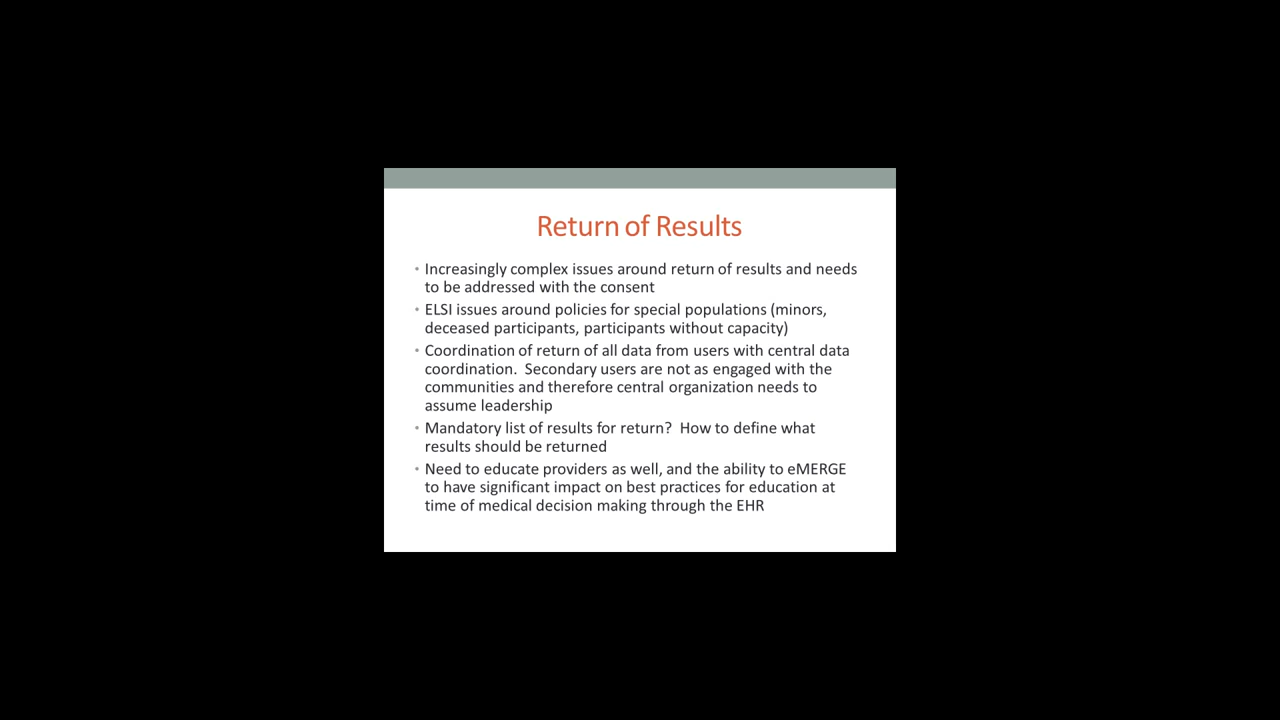 Return of Results
• Increasingly complex issues around return of results and needs
to be addressed with the consent
• ELSI issues around policies for special populations (minors,
deceased participants, participants without capacity)
• Coordination of return of all data from users with central data
coordination.  Secondary users are not as engaged with the
communities and therefore central organization needs to
assume leadership
• Mandatory list of results for return?  How to define what
results should be returned
• Need to educate providers as well, and the ability to eMERGE
to have significant impact on best practices for education at
time of medical decision making through the EHR